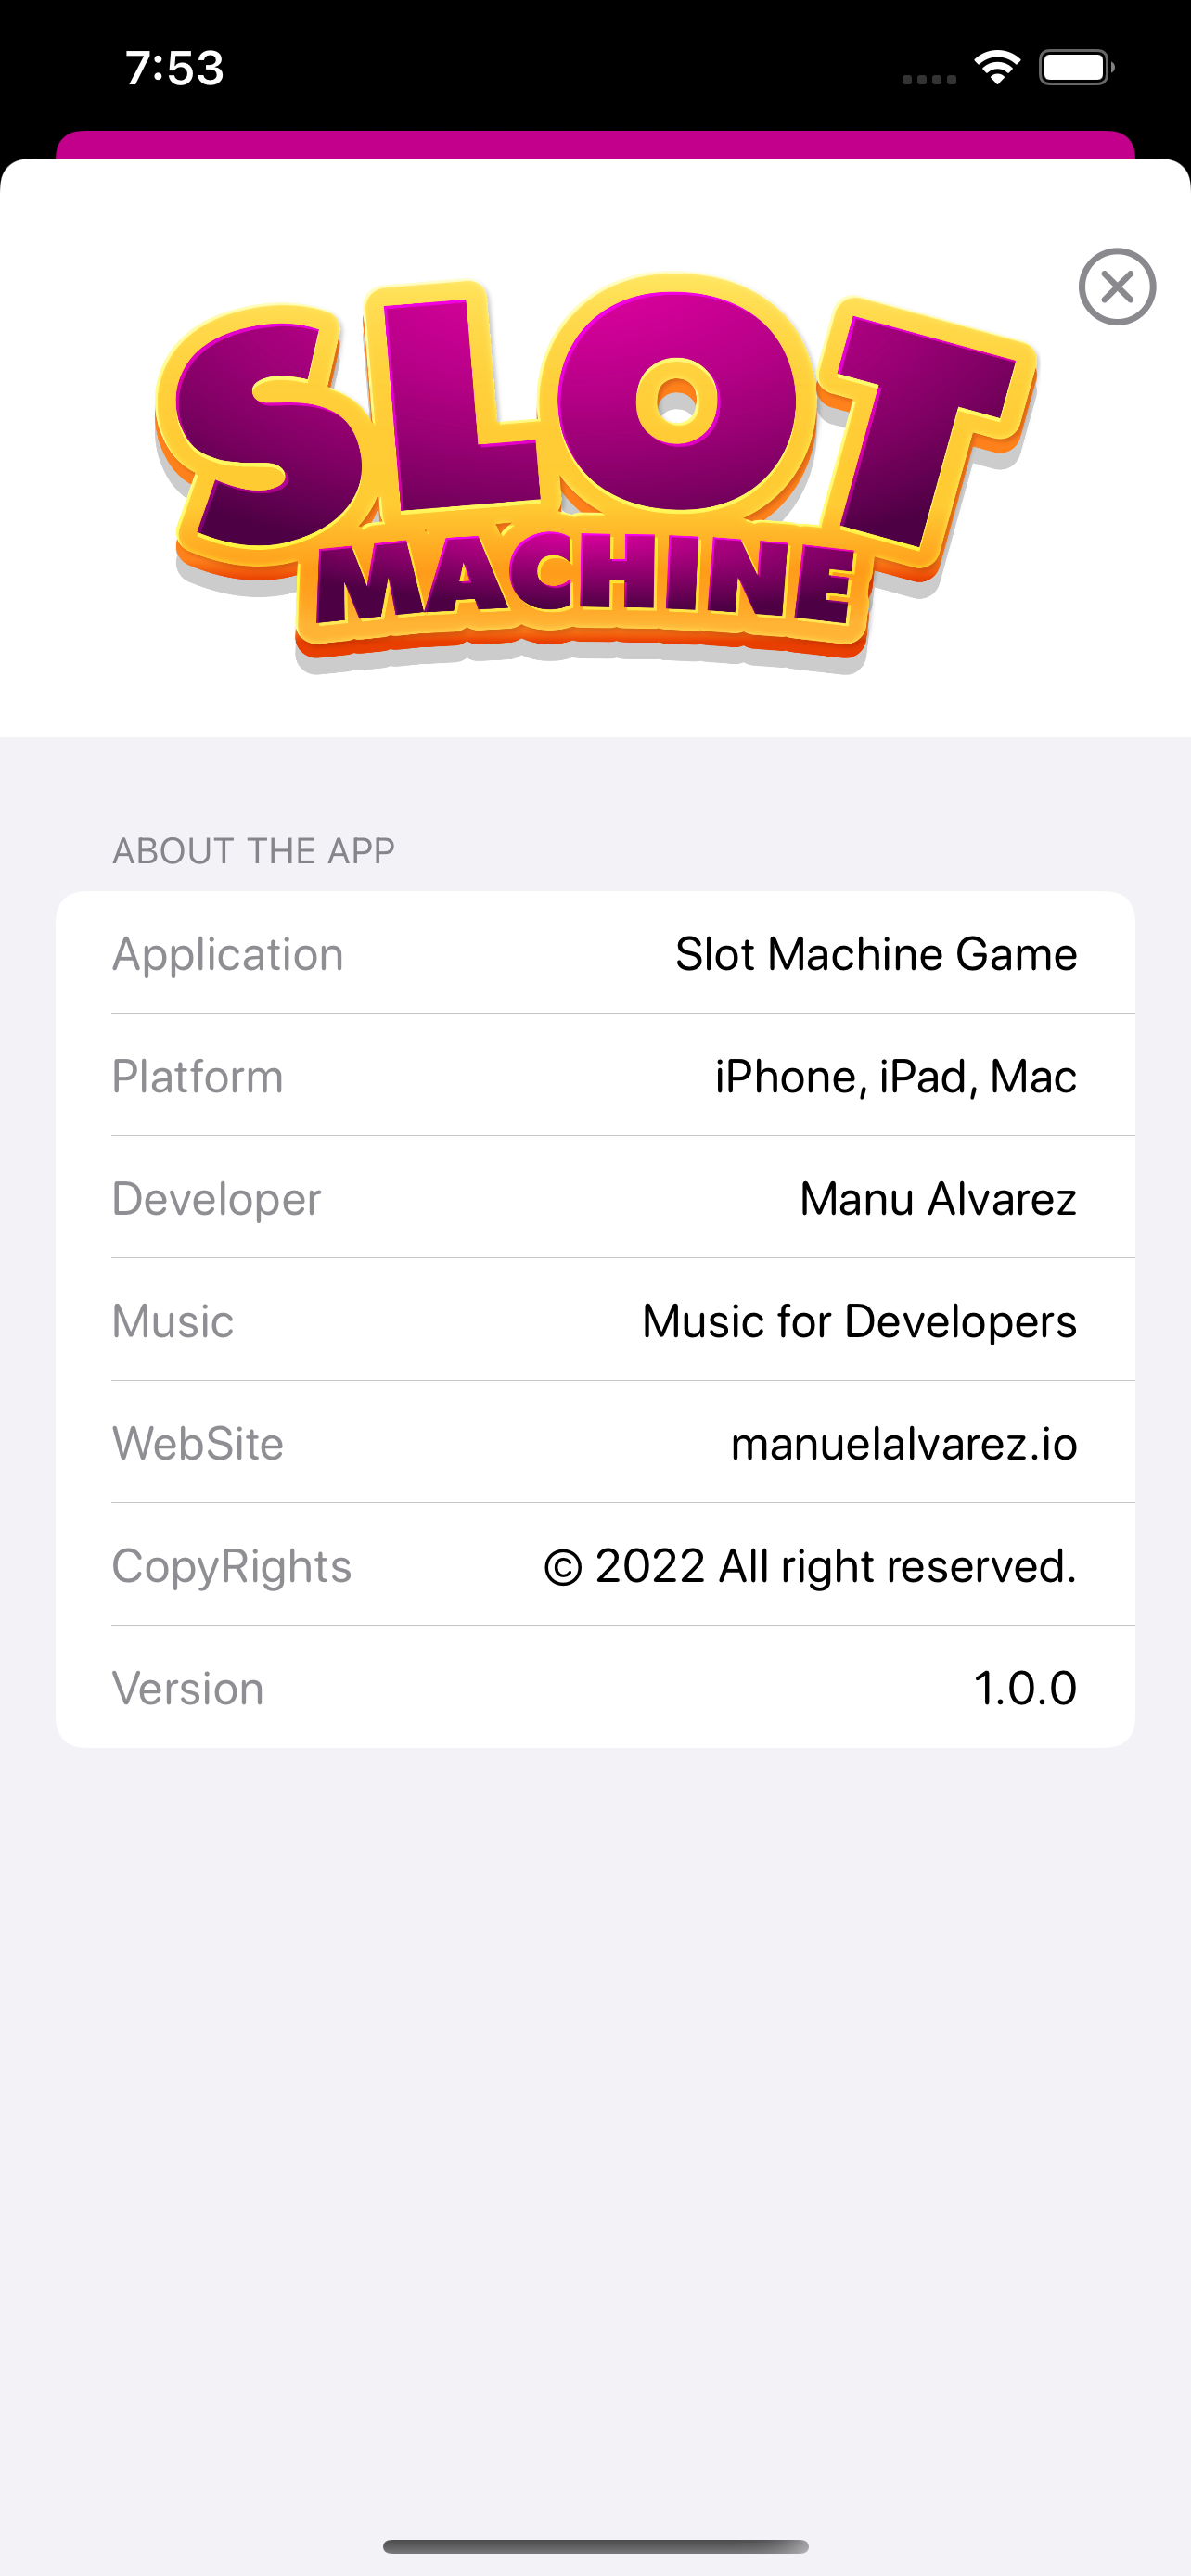 7:53
SLOT
MACHINE
ABOUT THE APP
Application Slot Machine Game
Platform iPhone, iPad, Mac
Developer Manu Alvarez
Music Music for Developers
WebSite manuelalvarez.io
CopyRights © 2022 All right reserved.
Version 1.0.0